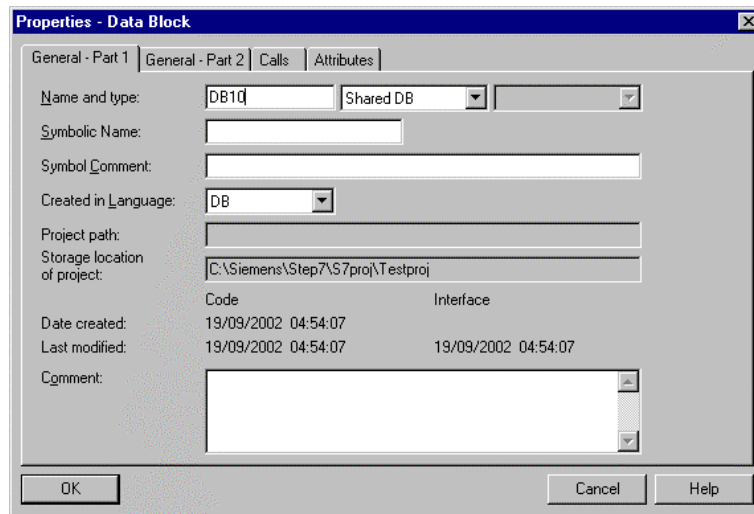 Properties - Data Block
General - Part 1 General - Part 2 Calls Attributes
Name and type: DB10 Shared DB
Symbolic Name:
Symbol Comment:
Created in Language: DB
Project path:
Storage location
of project: C:\Siemens\Step7\S7proj\Testproj
Code Interface
Date created: 19/09/2002 04:54:07
Last modified: 19/09/2002 04:54:07 19/09/2002 04:54:07
Comment:
OK Cancel Help